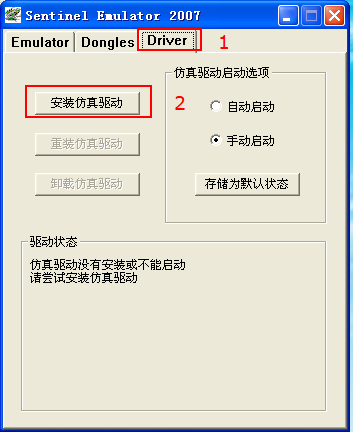 Sentinel Emulator 2007
Emulator Dongles Driver 1
仿真驱动启动选项
安装仿真驱动 2 自动启动
重装仿真驱动 手动启动
卸载仿真驱动 存储为默认状态
驱动状态
仿真驱动没有安装或不能启动
请尝试安装仿真驱动